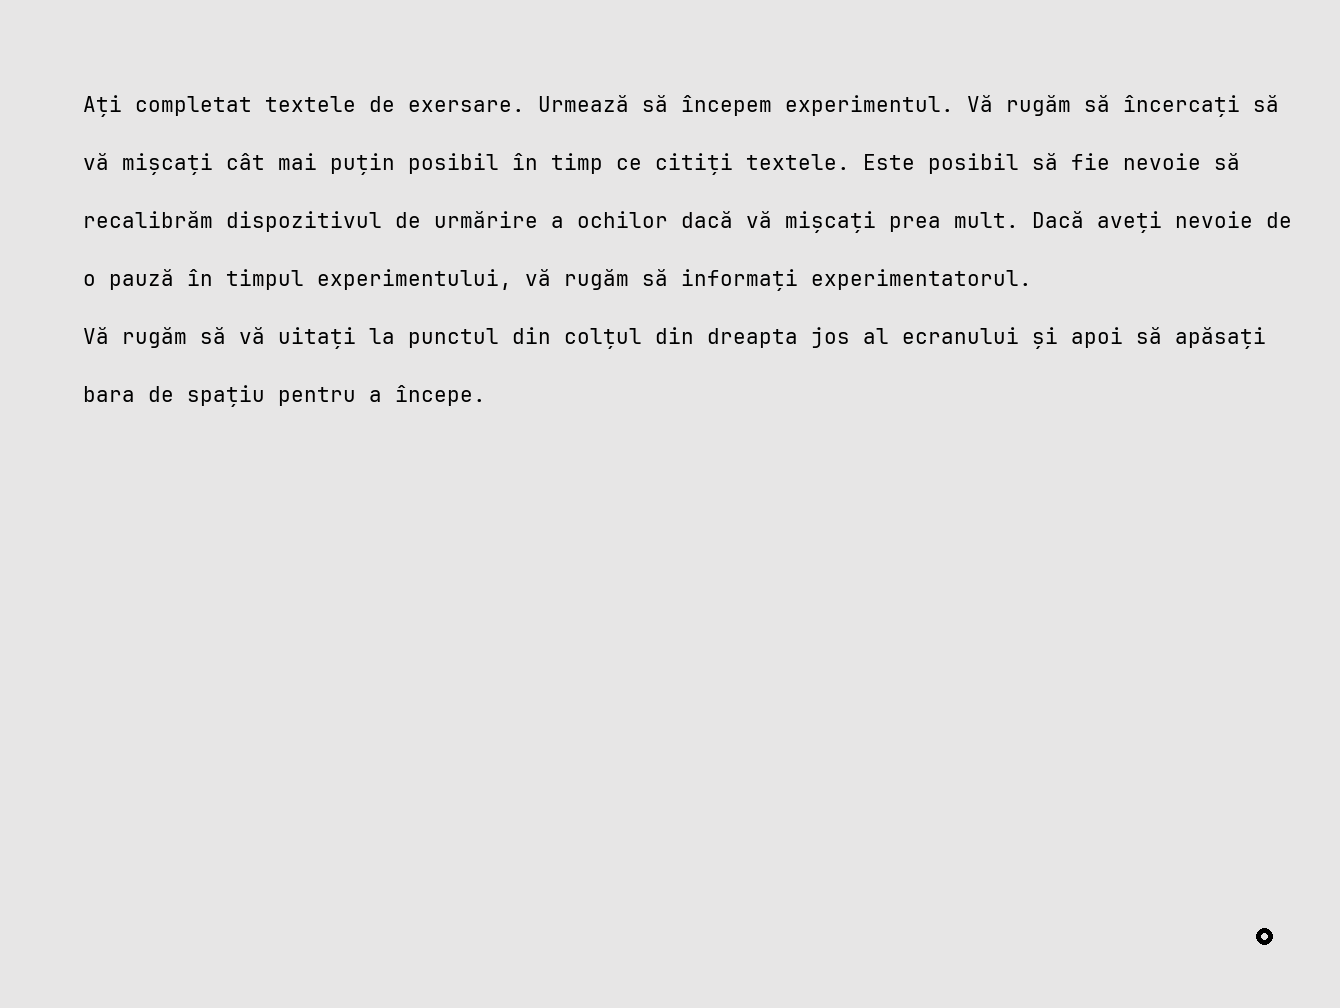 Ați completat textele de exersare. Urmează să începem experimentul. Vă rugăm să încercați să
vă mișcați cât mai puțin posibil în timp ce citiți textele. Este posibil să fie nevoie să
recalibrăm dispozitivul de urmărire a ochilor dacă vă mișcați prea mult. Dacă aveți nevoie de
o pauză în timpul experimentului, vă rugăm să informați experimentatorul.
Vă rugăm să vă uitați la punctul din colțul din dreapta jos al ecranului și apoi să apăsați
bara de spațiu pentru a începe.